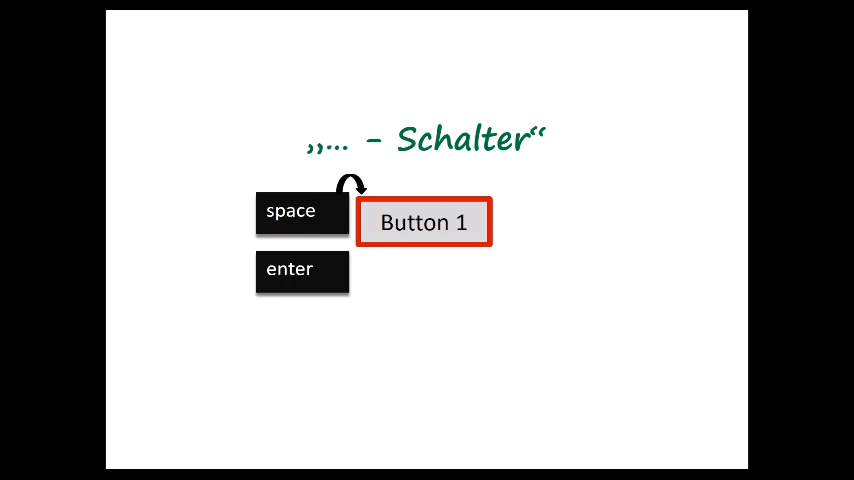 „... - Schalter“
space
Button 1
enter